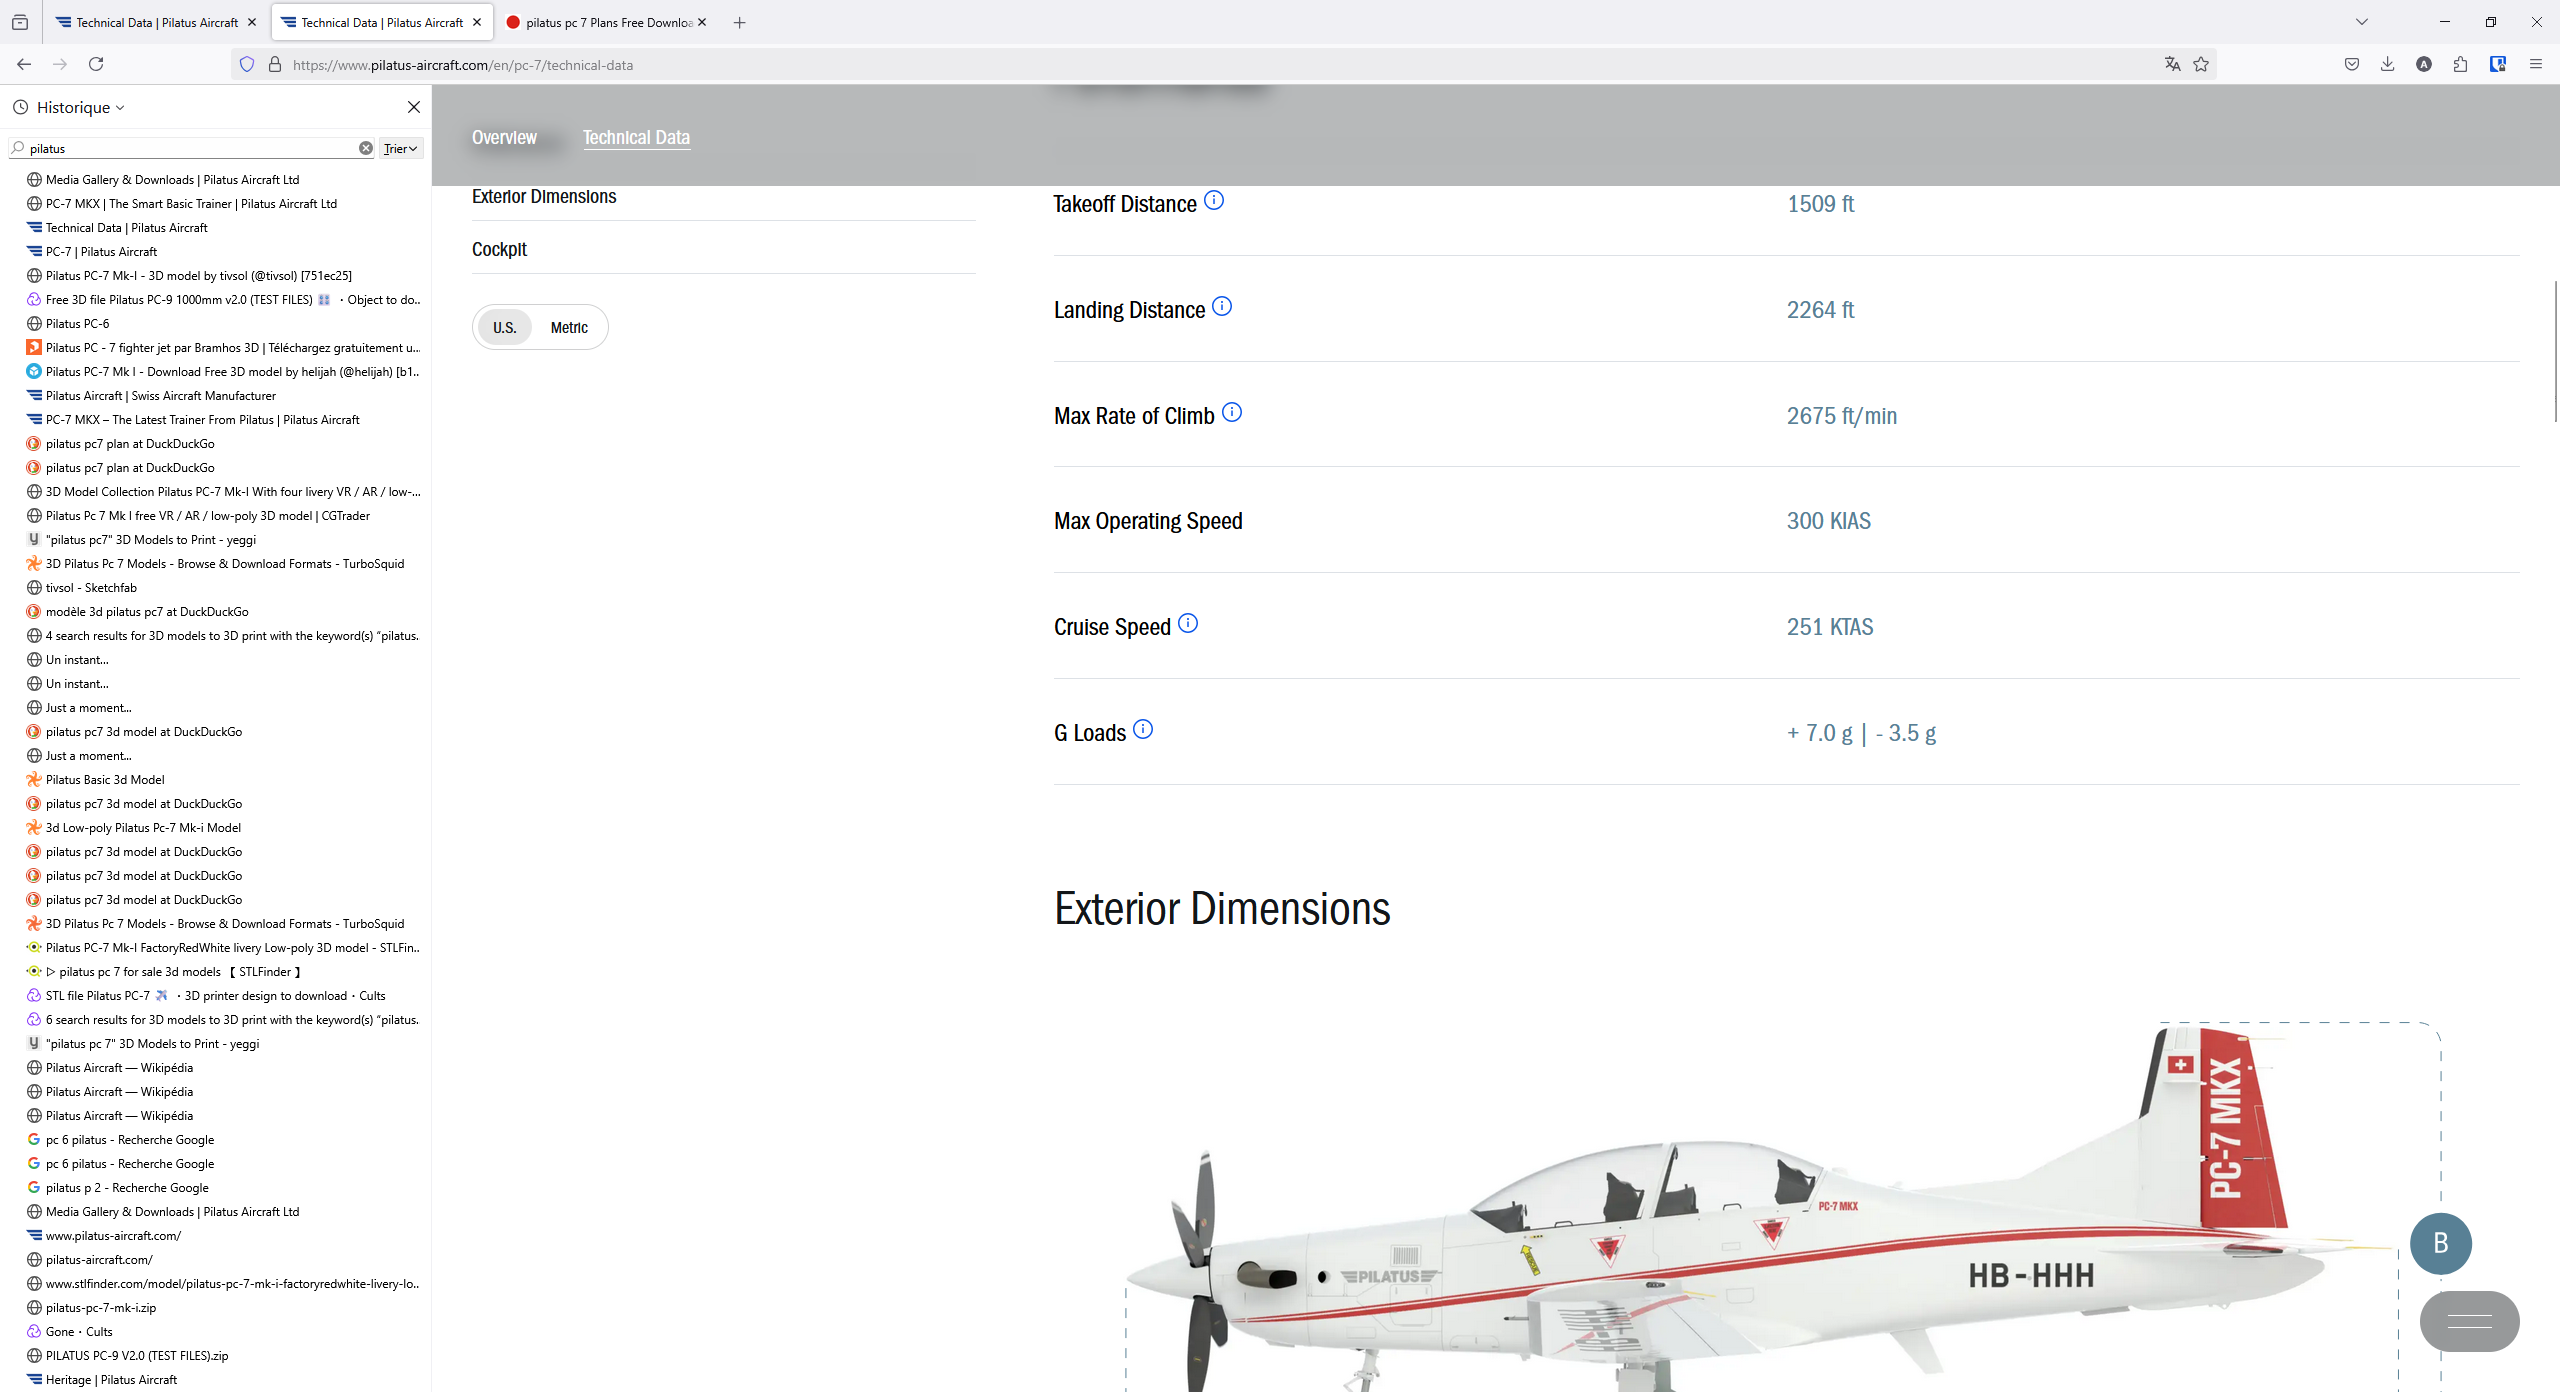 Technical Data | Pilatus Aircraft
Technical Data | Pilatus Aircraft
pilatus pc 7 Plans Free Downloa
https://www.pilatus-aircraft.com/en/pc-7/technical-data
Historique
pilatus
Trier
Media Gallery & Downloads | Pilatus Aircraft Ltd
PC-7 MKX | The Smart Basic Trainer | Pilatus Aircraft Ltd
Technical Data | Pilatus Aircraft
PC-7 | Pilatus Aircraft
Pilatus PC-7 Mk-I - 3D model by tivsol (@tivsol) [751ec25]
Free 3D file Pilatus PC-9 1000mm v2.0 (TEST FILES) ・Object to do...
Pilatus PC-6
Pilatus PC - 7 fighter jet par Bramhos 3D | Téléchargez gratuitement u...
Pilatus PC-7 Mk I - Download Free 3D model by helijah (@helijah) [b1..
Pilatus Aircraft | Swiss Aircraft Manufacturer
PC-7 MKX – The Latest Trainer From Pilatus | Pilatus Aircraft
pilatus pc7 plan at DuckDuckGo
pilatus pc7 plan at DuckDuckGo
3D Model Collection Pilatus PC-7 Mk-I With four livery VR / AR / low-...
Pilatus Pc 7 Mk I free VR / AR / low-poly 3D model | CGTrader
"pilatus pc7" 3D Models to Print - yeggi
3D Pilatus Pc 7 Models - Browse & Download Formats - TurboSquid
tivsol - Sketchfab
modèle 3d pilatus pc7 at DuckDuckGo
4 search results for 3D models to 3D print with the keyword(s) “pilatus.
Un instant...
Un instant...
Just a moment...
pilatus pc7 3d model at DuckDuckGo
Just a moment...
Pilatus Basic 3d Model
pilatus pc7 3d model at DuckDuckGo
3d Low-poly Pilatus Pc-7 Mk-i Model
pilatus pc7 3d model at DuckDuckGo
pilatus pc7 3d model at DuckDuckGo
pilatus pc7 3d model at DuckDuckGo
3D Pilatus Pc 7 Models - Browse & Download Formats - TurboSquid
Pilatus PC-7 Mk-I FactoryRedWhite livery Low-poly 3D model - STLFin..
▷ pilatus pc 7 for sale 3d models 【 STLFinder 】
STL file Pilatus PC-7 ✈️ ・3D printer design to download・Cults
6 search results for 3D models to 3D print with the keyword(s) “pilatus.
"pilatus pc 7" 3D Models to Print - yeggi
Pilatus Aircraft — Wikipédia
Pilatus Aircraft — Wikipédia
Pilatus Aircraft — Wikipédia
pc 6 pilatus - Recherche Google
pc 6 pilatus - Recherche Google
pilatus p 2 - Recherche Google
Media Gallery & Downloads | Pilatus Aircraft Ltd
www.pilatus-aircraft.com/
pilatus-aircraft.com/
www.stlfinder.com/model/pilatus-pc-7-mk-i-factoryredwhite-livery-lo..
pilatus-pc-7-mk-i.zip
Gone・Cults
PILATUS PC-9 V2.0 (TEST FILES).zip
Heritage | Pilatus Aircraft
Overview
Technical Data
Exterior Dimensions
Cockpit
U.S.
Metric
Takeoff Distance
1509 ft
Landing Distance
2264 ft
Max Rate of Climb
2675 ft/min
Max Operating Speed
300 KIAS
Cruise Speed
251 KTAS
G Loads
+ 7.0 g | - 3.5 g
Exterior Dimensions
PC-7 MKX
PC-7 MKX
PILATUS
HB-HHH
B